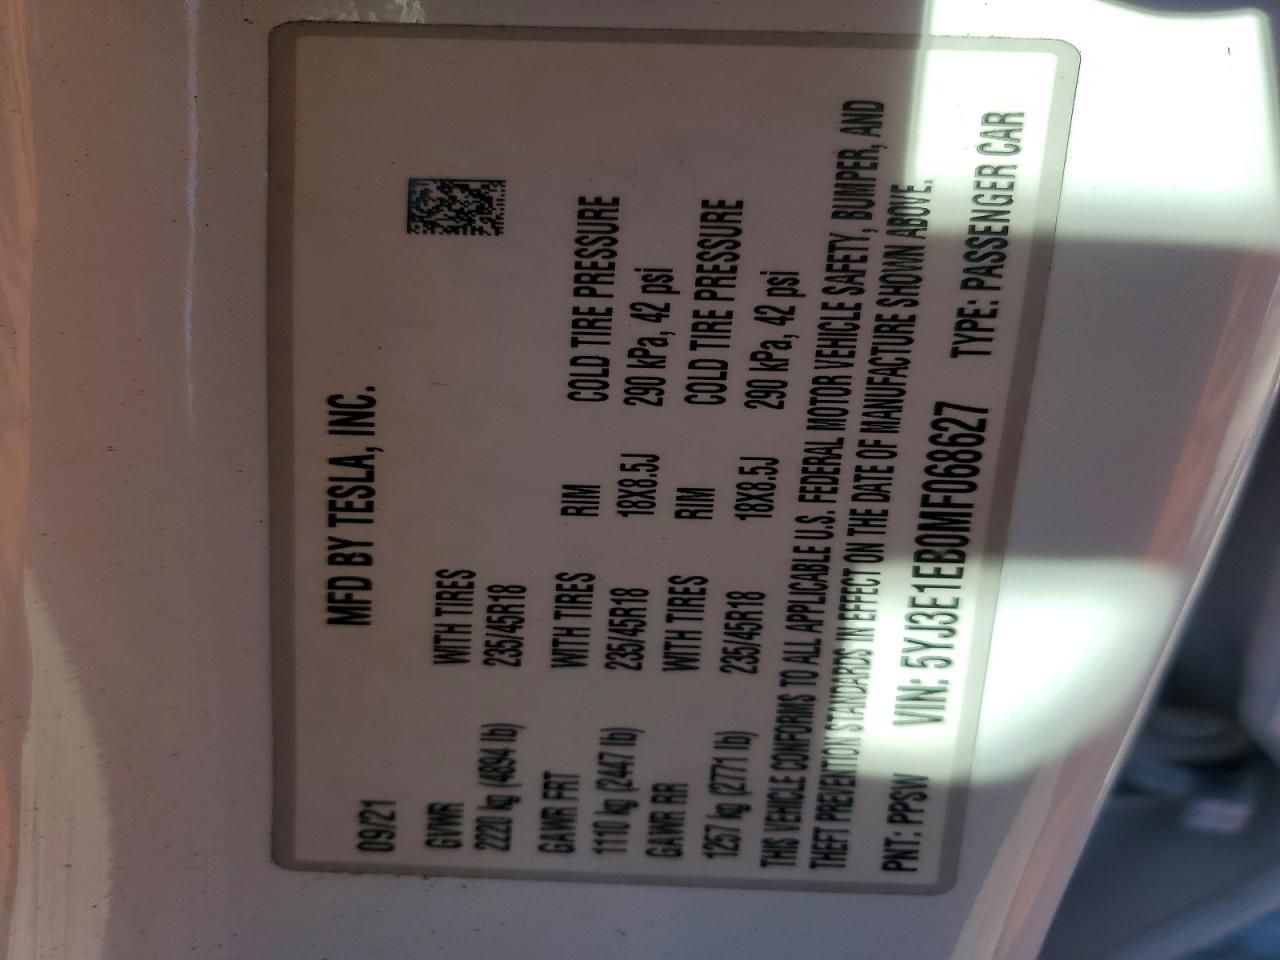 MFD BY TESLA, INC.
09/21
GVWR WITH TIRES
2220 kg (4894 lb) 235/45R18
GAWR FRT WITH TIRES RIM COLD TIRE PRESSURE
1110 kg (2447 lb) 235/45R18 18X8.5J 290 kPa, 42 psi
GAWR RR WITH TIRES RIM COLD TIRE PRESSURE
1257 kg (2771 lb) 235/45R18 18X8.5J 290 kPa, 42 psi
THIS VEHICLE CONFORMS TO ALL APPLICABLE U.S. FEDERAL MOTOR VEHICLE SAFETY, BUMPER, AND
THEFT PREVENTION STANDARDS IN EFFECT ON THE DATE OF MANUFACTURE SHOWN ABOVE.
PNT: PPSW VIN: 5YJ3E1EB0MF068627 TYPE: PASSENGER CAR